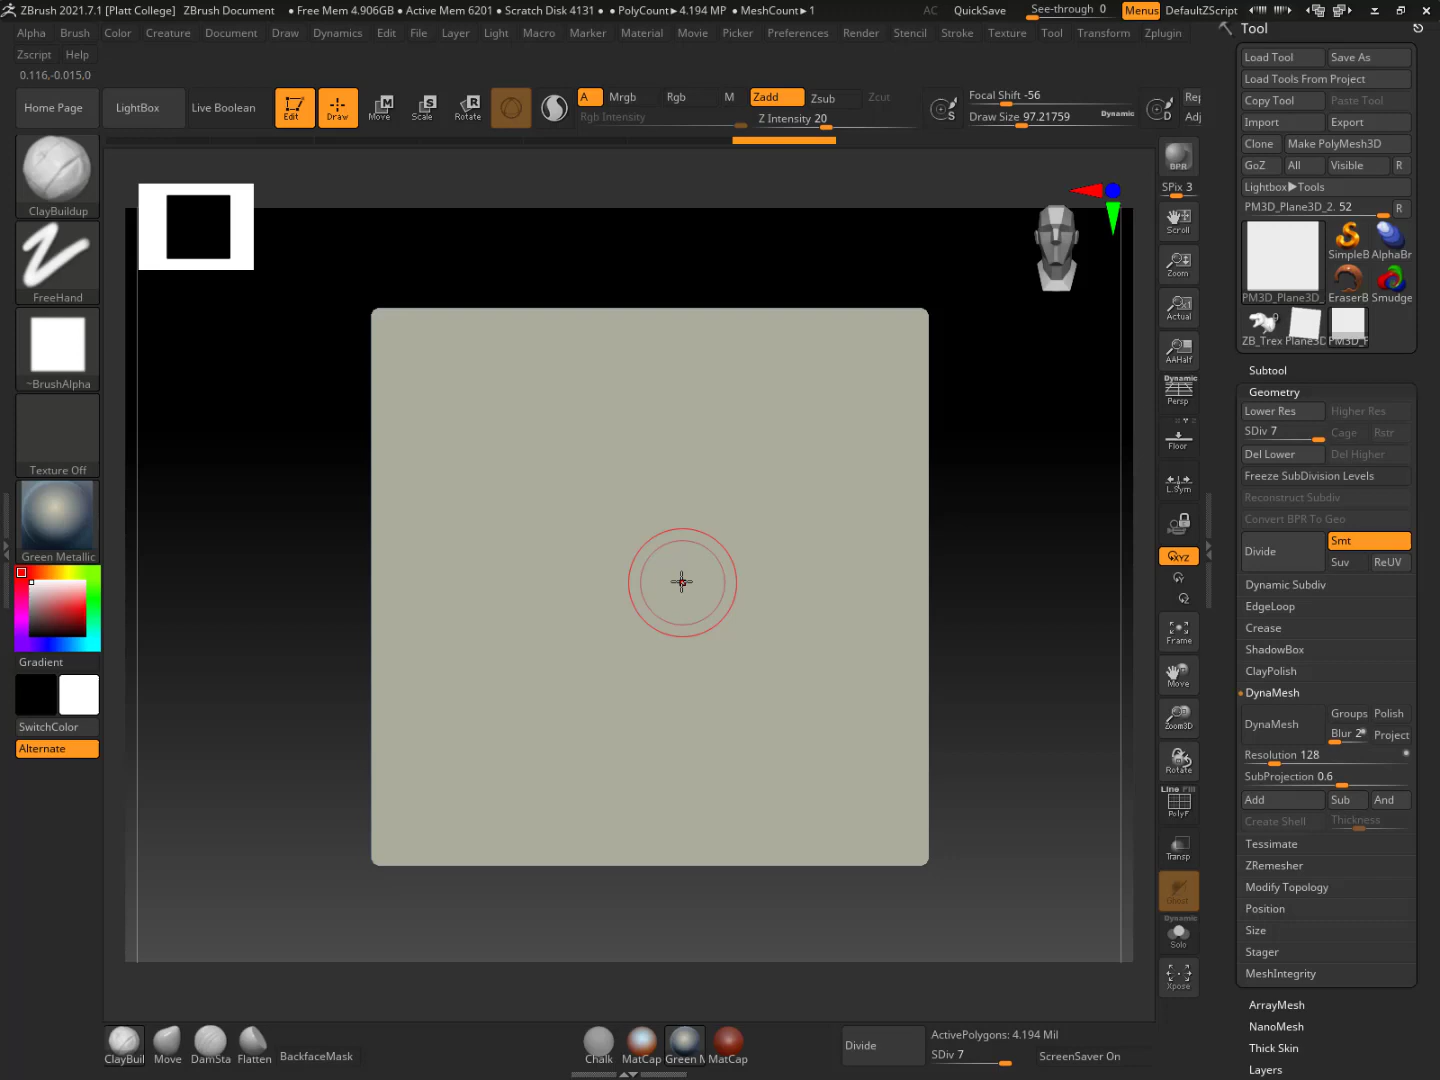 ZBrush 2021.7.1 [Platt College] ZBrush Document • Free Mem 4.906GB • Active Mem 6201 • Scratch Disk 4131 • • PolyCount► 4.194 MP • MeshCount► 1 AC QuickSave See-through 0 Menus DefaultZScript
Alpha Brush Color Creature Document Draw Dynamics Edit File Layer Light Macro Marker Material Movie Picker Preferences Render Stencil Stroke Texture Tool Transform Zplugin
Zscript Help
0.116,-0.015,0
Home Page LightBox Live Boolean Edit Draw Move Scale Rotate
A Mrgb Rgb M Zadd Zsub Zcut
Rgb Intensity Z Intensity 20
Focal Shift -56
Draw Size 97.21759 Dynamic
Rep
Adj
ClayBuildup
FreeHand
~BrushAlpha
Texture Off
Green Metallic
Gradient
SwitchColor
Alternate
BPR
SPix 3
Scroll
Zoom
Actual
AAHalf
Dynamic
Persp
Floor
L.Sym
XYZ
Frame
Move
Zoom3D
Rotate
Line Fill
PolyF
Transp
Ghost
Dynamic
Solo
Xpose
Tool
Load Tool Save As
Load Tools From Project
Copy Tool Paste Tool
Import Export
Clone Make PolyMesh3D
GoZ All Visible R
Lightbox►Tools
PM3D_Plane3D_2. 52 R
PM3D_Plane3D_ SimpleB AlphaBr
EraserB Smudge
ZB_Trex Plane3D PM3D_F
Subtool
Geometry
Lower Res Higher Res
SDiv 7 Cage Rstr
Del Lower Del Higher
Freeze SubDivision Levels
Reconstruct Subdiv
Convert BPR To Geo
Divide Smt
Suv ReUV
Dynamic Subdiv
EdgeLoop
Crease
ShadowBox
ClayPolish
DynaMesh
DynaMesh Groups Polish
Blur 2 Project
Resolution 128
SubProjection 0.6
Add Sub And
Create Shell Thickness
Tessimate
ZRemesher
Modify Topology
Position
Size
Stager
MeshIntegrity
ArrayMesh
NanoMesh
Thick Skin
Layers
ClayBuil Move DamSta Flatten BackfaceMask
Chalk MatCap Green M MatCap
Divide
ActivePolygons: 4.194 Mil
SDiv 7
ScreenSaver On